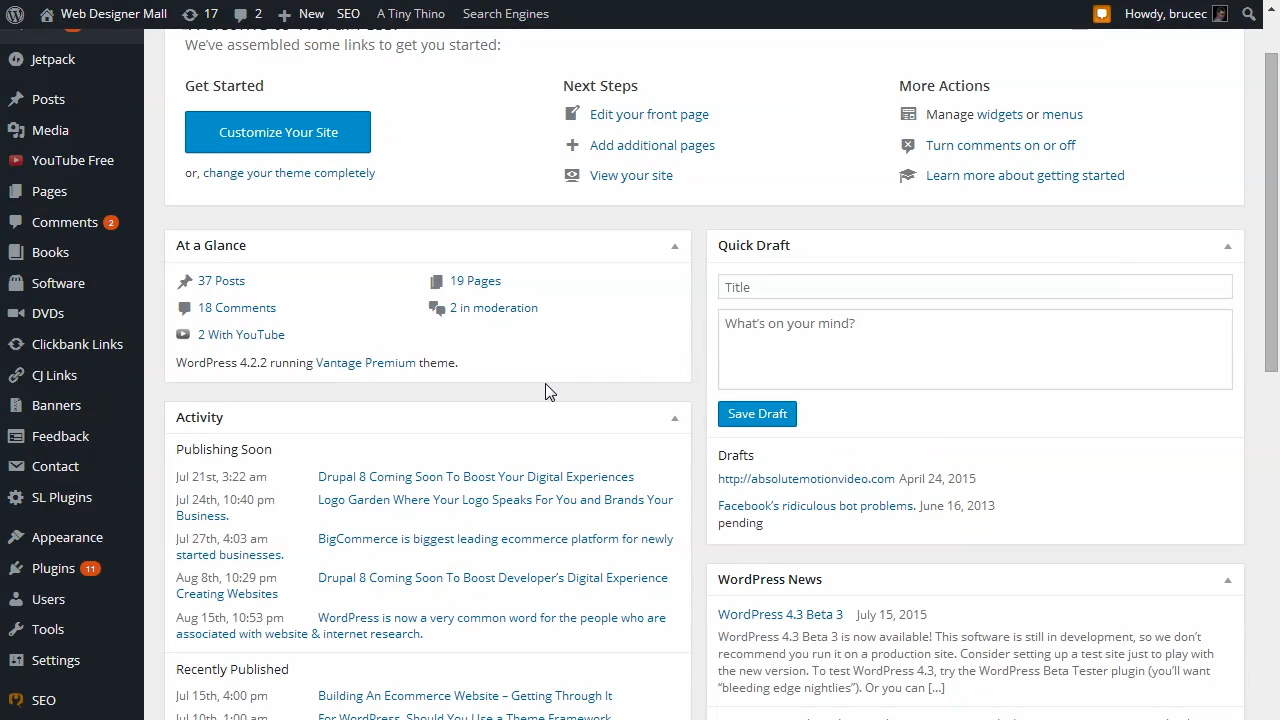 Web Designer Mall 17 2 New SEO A Tiny Thino Search Engines Howdy, brucec
Jetpack
Posts
Media
YouTube Free
Pages
Comments 2
Books
Software
DVDs
Clickbank Links
CJ Links
Banners
Feedback
Contact
SL Plugins
Appearance
Plugins 11
Users
Tools
Settings
SEO
We've assembled some links to get you started:
Get Started
Customize Your Site
or, change your theme completely
Next Steps
Edit your front page
Add additional pages
View your site
More Actions
Manage widgets or menus
Turn comments on or off
Learn more about getting started
At a Glance
37 Posts 19 Pages
18 Comments 2 in moderation
2 With YouTube
WordPress 4.2.2 running Vantage Premium theme.
Activity
Publishing Soon
Jul 21st, 3:22 am Drupal 8 Coming Soon To Boost Your Digital Experiences
Jul 24th, 10:40 pm Logo Garden Where Your Logo Speaks For You and Brands Your
Business.
Jul 27th, 4:03 am BigCommerce is biggest leading ecommerce platform for newly
started businesses.
Aug 8th, 10:29 pm Drupal 8 Coming Soon To Boost Developer's Digital Experience
Creating Websites
Aug 15th, 10:53 pm WordPress is now a very common word for the people who are
associated with website & internet research.
Recently Published
Jul 15th, 4:00 pm Building An Ecommerce Website – Getting Through It
Jul 10th, 1:00 am For WordPress, Should You Use a Theme Framework
Quick Draft
Title
What's on your mind?
Save Draft
Drafts
http://absolutemotionvideo.com April 24, 2015
Facebook's ridiculous bot problems. June 16, 2013
pending
WordPress News
WordPress 4.3 Beta 3 July 15, 2015
WordPress 4.3 Beta 3 is now available! This software is still in development, so we don't
recommend you run it on a production site. Consider setting up a test site just to play with
the new version. To test WordPress 4.3, try the WordPress Beta Tester plugin (you'll want
"bleeding edge nightlies"). Or you can […]